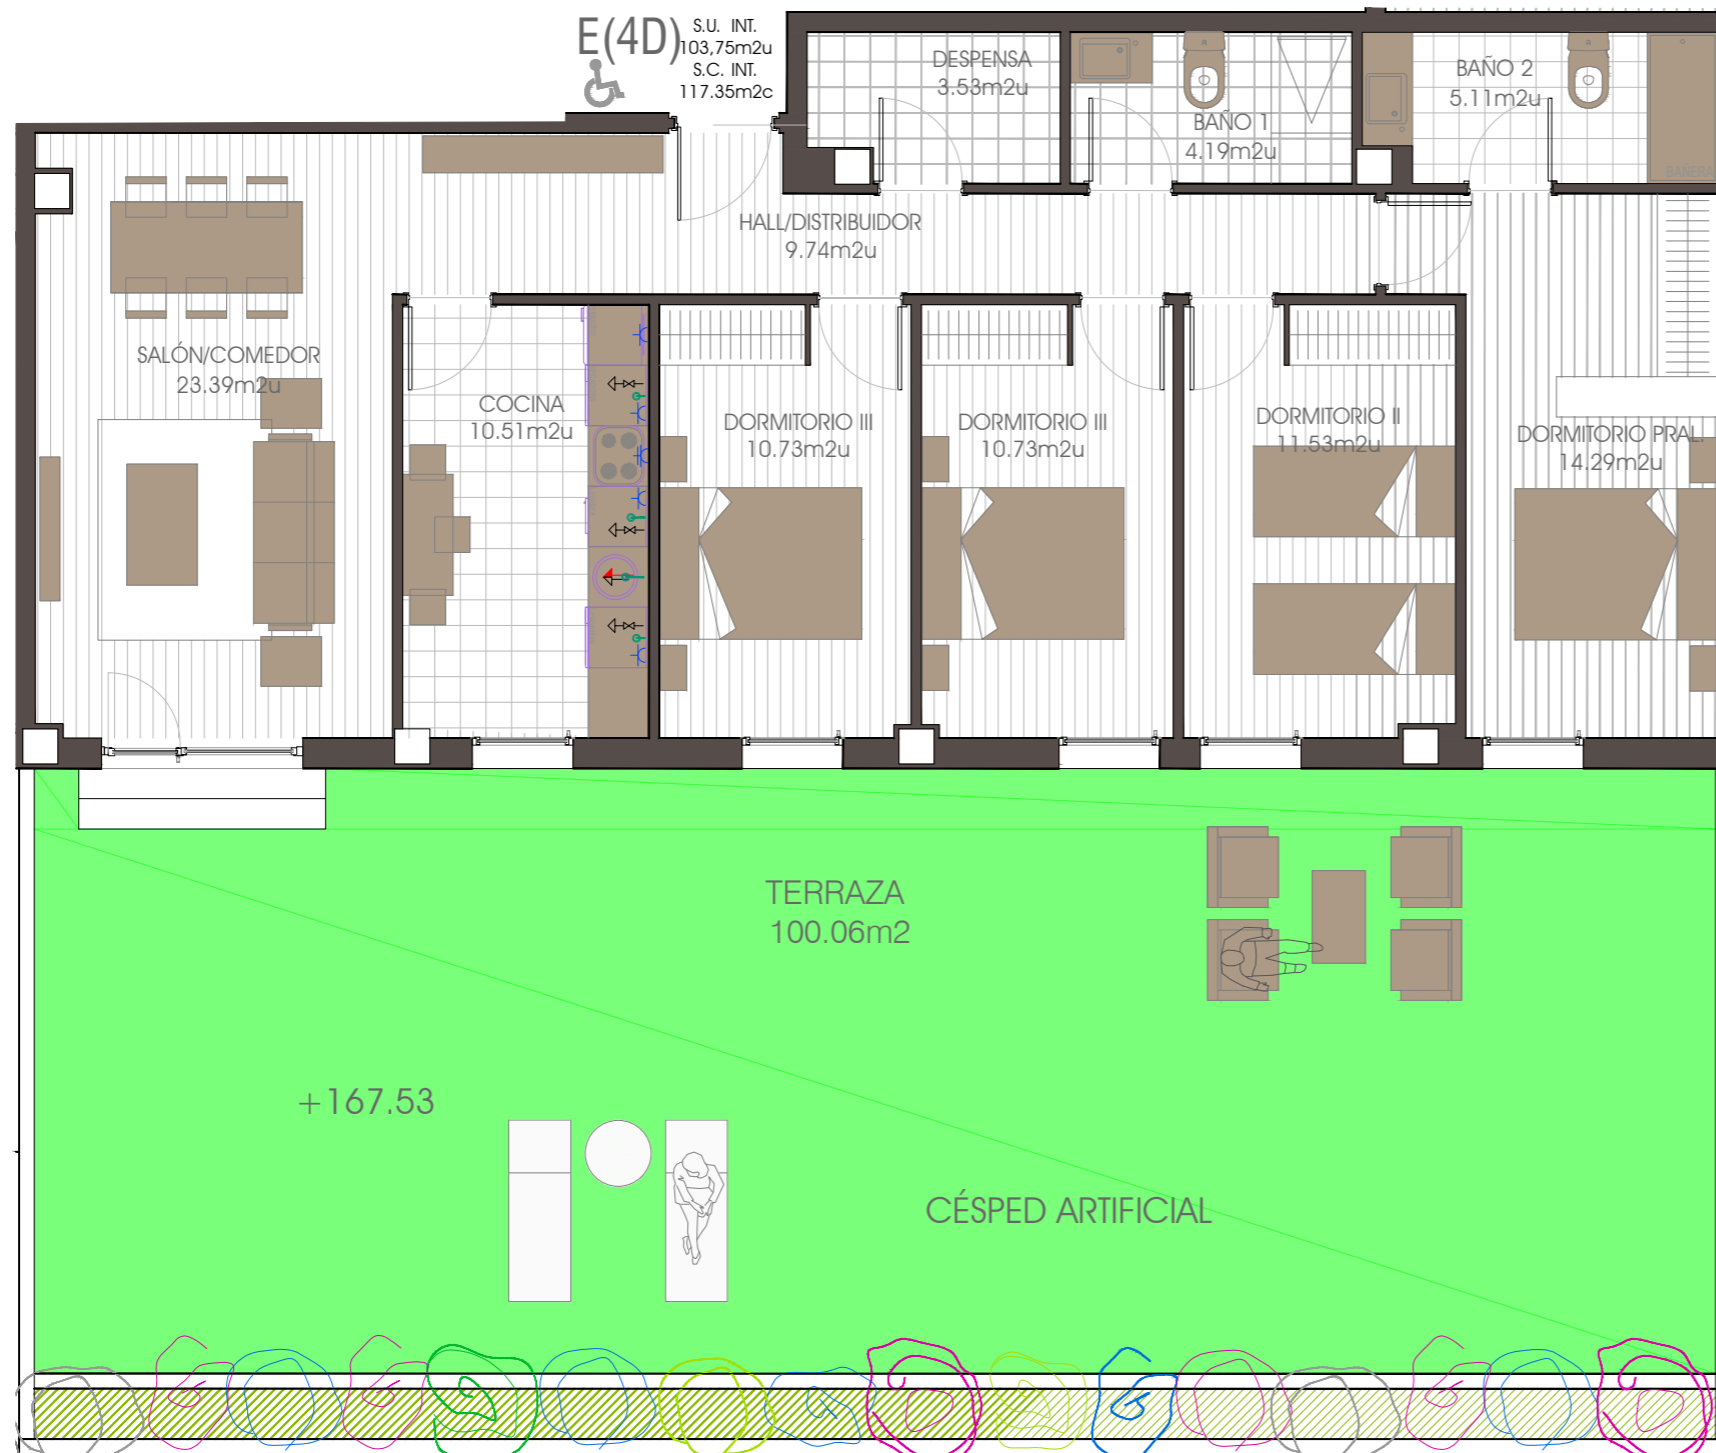 E(4D)
S.U. INT.
103,75m2u
S.C. INT.
117.35m2c
DESPENSA
3.53m2u
BAÑO 1
4.19m2u
BAÑO 2
5.11m2u
BAÑERA
HALL/DISTRIBUIDOR
9.74m2u
SALÓN/COMEDOR
23.39m2u
COCINA
10.51m2u
DORMITORIO III
10.73m2u
DORMITORIO III
10.73m2u
DORMITORIO II
11.53m2u
DORMITORIO PRAL.
14.29m2u
TERRAZA
100.06m2
+167.53
CÉSPED ARTIFICIAL